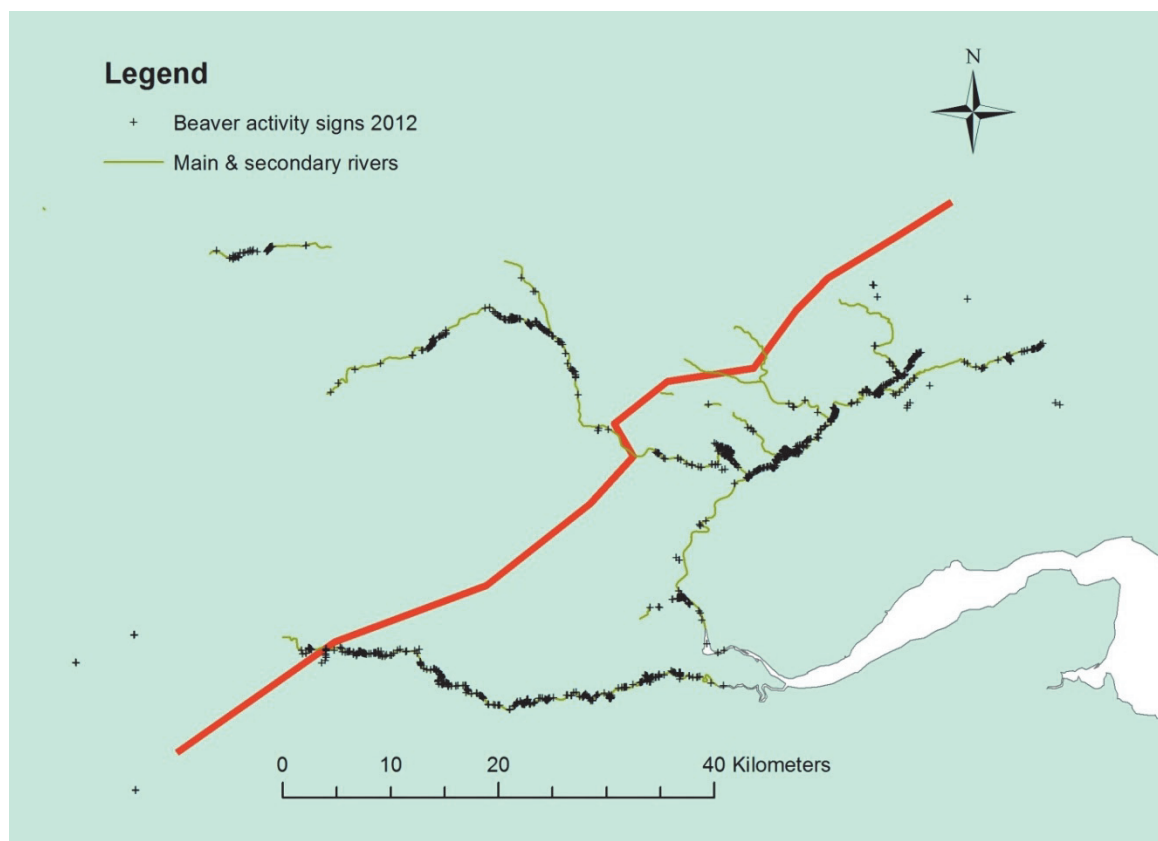 Legend
N
Beaver activity signs 2012
Main & secondary rivers
0 10 20 40 Kilometers